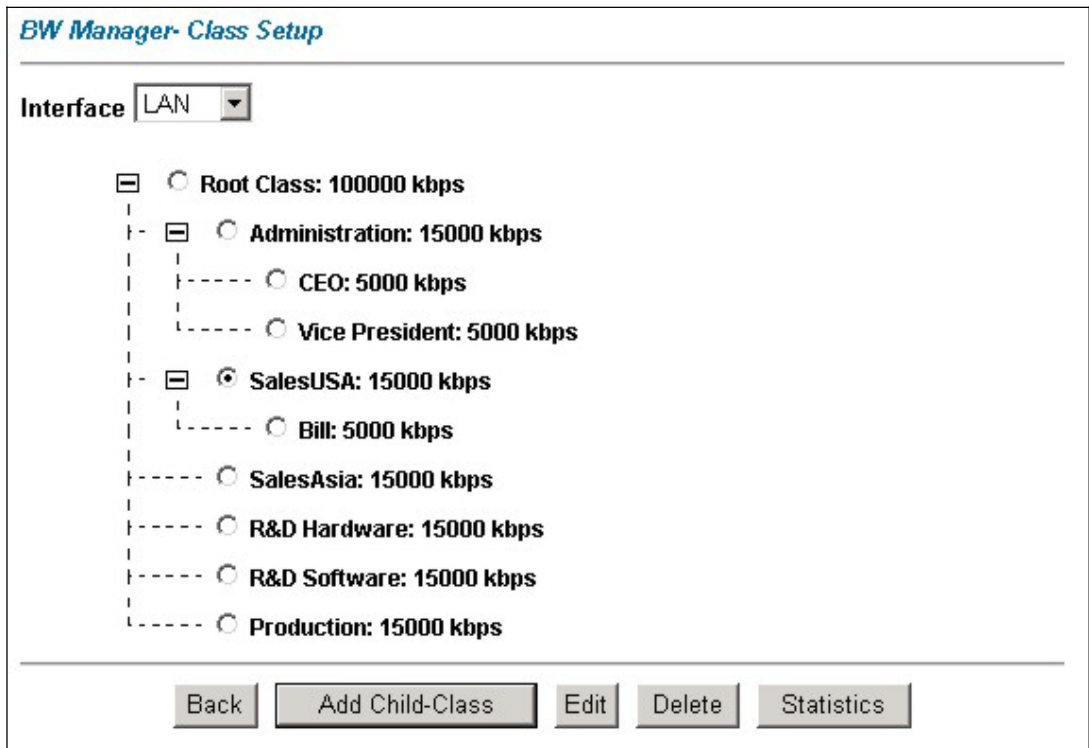 BW Manager- Class Setup
Interface LAN
Root Class: 100000 kbps
Administration: 15000 kbps
CEO: 5000 kbps
Vice President: 5000 kbps
SalesUSA: 15000 kbps
Bill: 5000 kbps
SalesAsia: 15000 kbps
R&D Hardware: 15000 kbps
R&D Software: 15000 kbps
Production: 15000 kbps
Back Add Child-Class Edit Delete Statistics